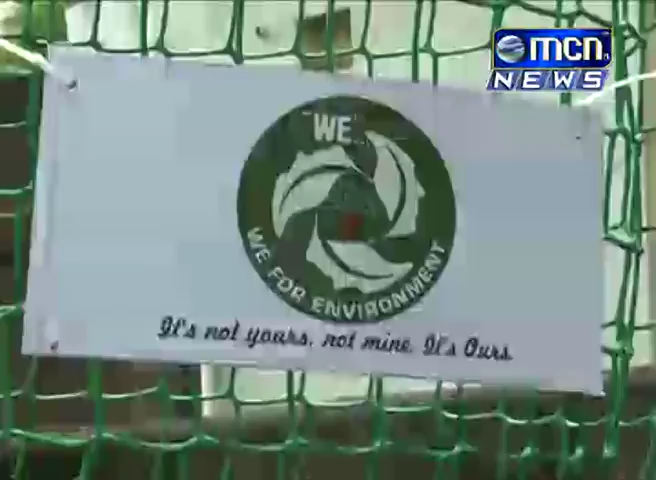 mcn
NEWS
"WE"
WE FOR ENVIRONMENT
It's not yours, not mine. It's Ours.